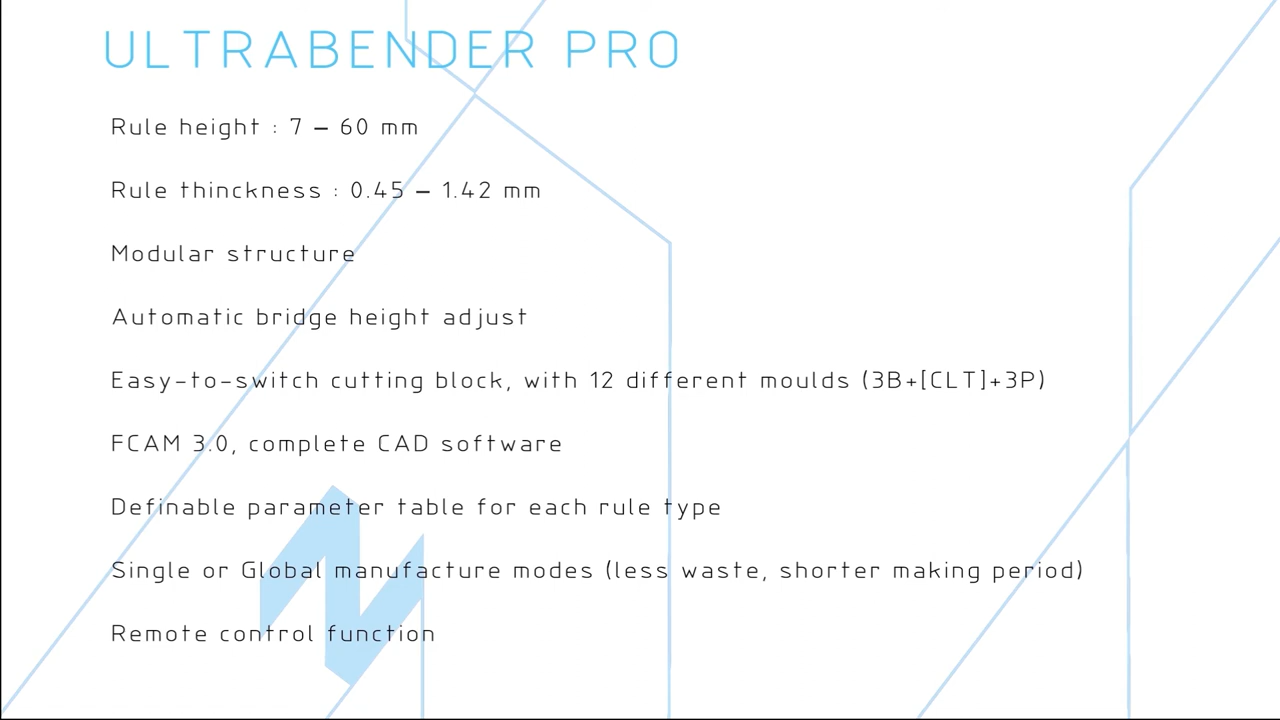 ULTRABENDER PRO
Rule height : 7 – 60 mm
Rule thinckness : 0.45 – 1.42 mm
Modular structure
Automatic bridge height adjust
Easy-to-switch cutting block, with 12 different moulds (3B+[CLT]+3P)
FCAM 3.0, complete CAD software
Definable parameter table for each rule type
Single or Global manufacture modes (less waste, shorter making period)
Remote control function